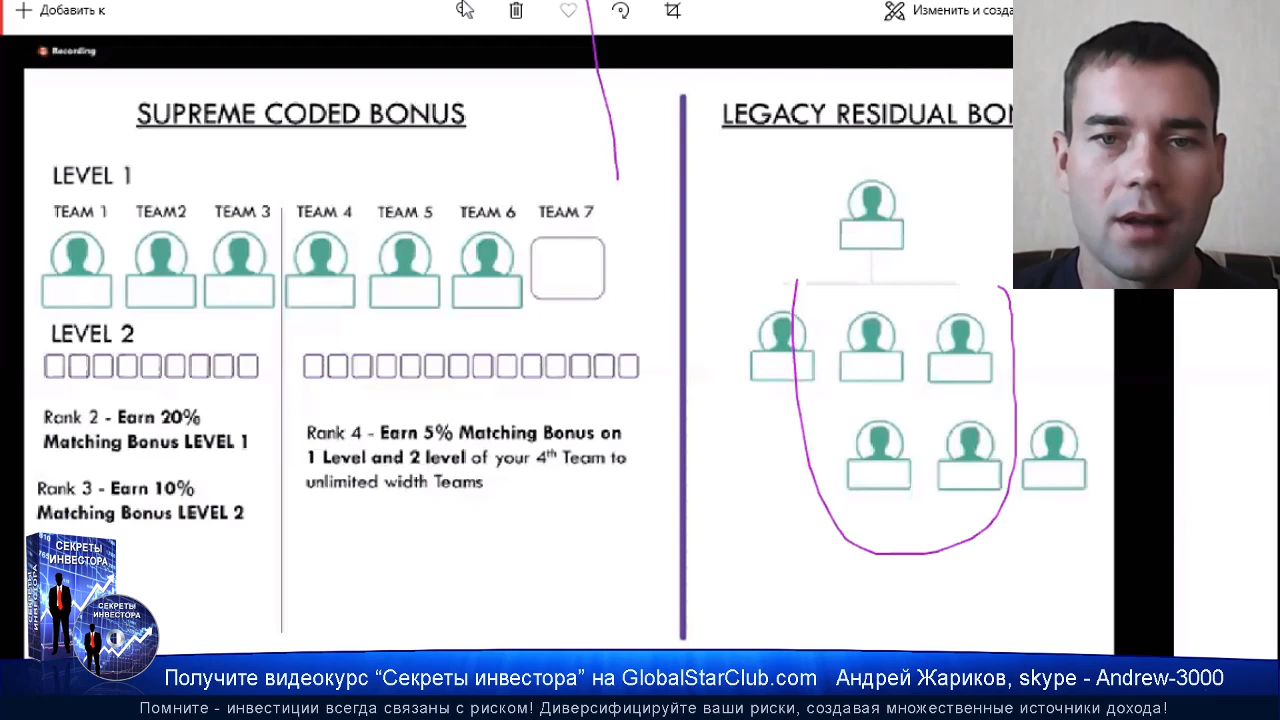 Добавить к
Изменить и созда
Recording
SUPREME CODED BONUS
LEGACY RESIDUAL BON
LEVEL 1
TEAM 1 TEAM2 TEAM 3 TEAM 4 TEAM 5 TEAM 6 TEAM 7
LEVEL 2
Rank 2 - Earn 20%
Matching Bonus LEVEL 1
Rank 3 - Earn 10%
Matching Bonus LEVEL 2
Rank 4 - Earn 5% Matching Bonus on
1 Level and 2 level of your 4th Team to
unlimited width Teams
СЕКРЕТЫ
ИНВЕСТОРА
СЕКРЕТЫ
ИНВЕСТОРА
СЕКРЕТЫ
ИНВЕСТОРА
Получите видеокурс “Секреты инвестора” на GlobalStarClub.com Андрей Жариков, skype - Andrew-3000
Помните - инвестиции всегда связаны с риском! Диверсифицируйте ваши риски, создавая множественные источники дохода!